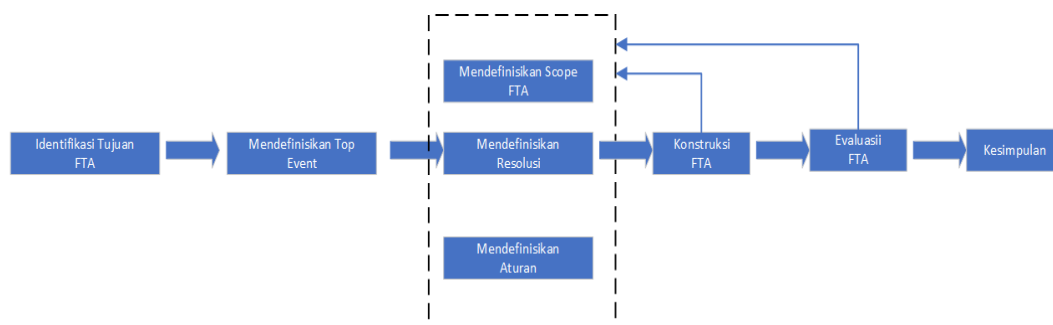 Identifikasi Tujuan
FTA
Mendefinisikan Top
Event
Mendefinisikan Scope
FTA
Mendefinisikan
Resolusi
Mendefinisikan
Aturan
Konstruksi
FTA
Evaluasii
FTA
Kesimpulan